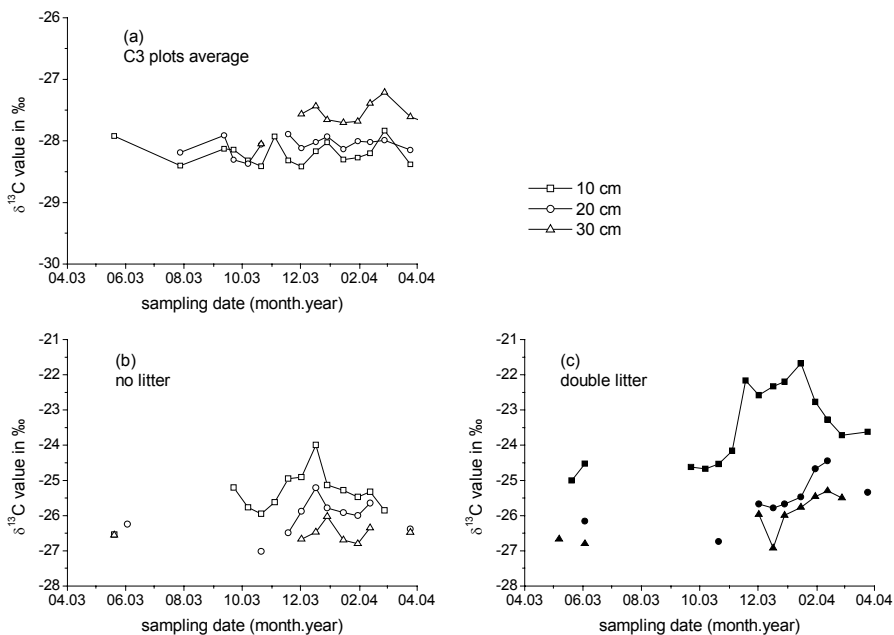 -26
-27
-28
-29
-30
δ¹³C value in ‰
(a)
C3 plots average
04.03 06.03 08.03 10.03 12.03 02.04 04.04
sampling date (month.year)
10 cm
20 cm
30 cm
-21
-22
-23
-24
-25
-26
-27
-28
δ¹³C value in ‰
(b)
no litter
04.03 06.03 08.03 10.03 12.03 02.04 04.04
sampling date (month.year)
-21
-22
-23
-24
-25
-26
-27
-28
δ¹³C value in ‰
(c)
double litter
04.03 06.03 08.03 10.03 12.03 02.04 04.04
sampling date (month.year)